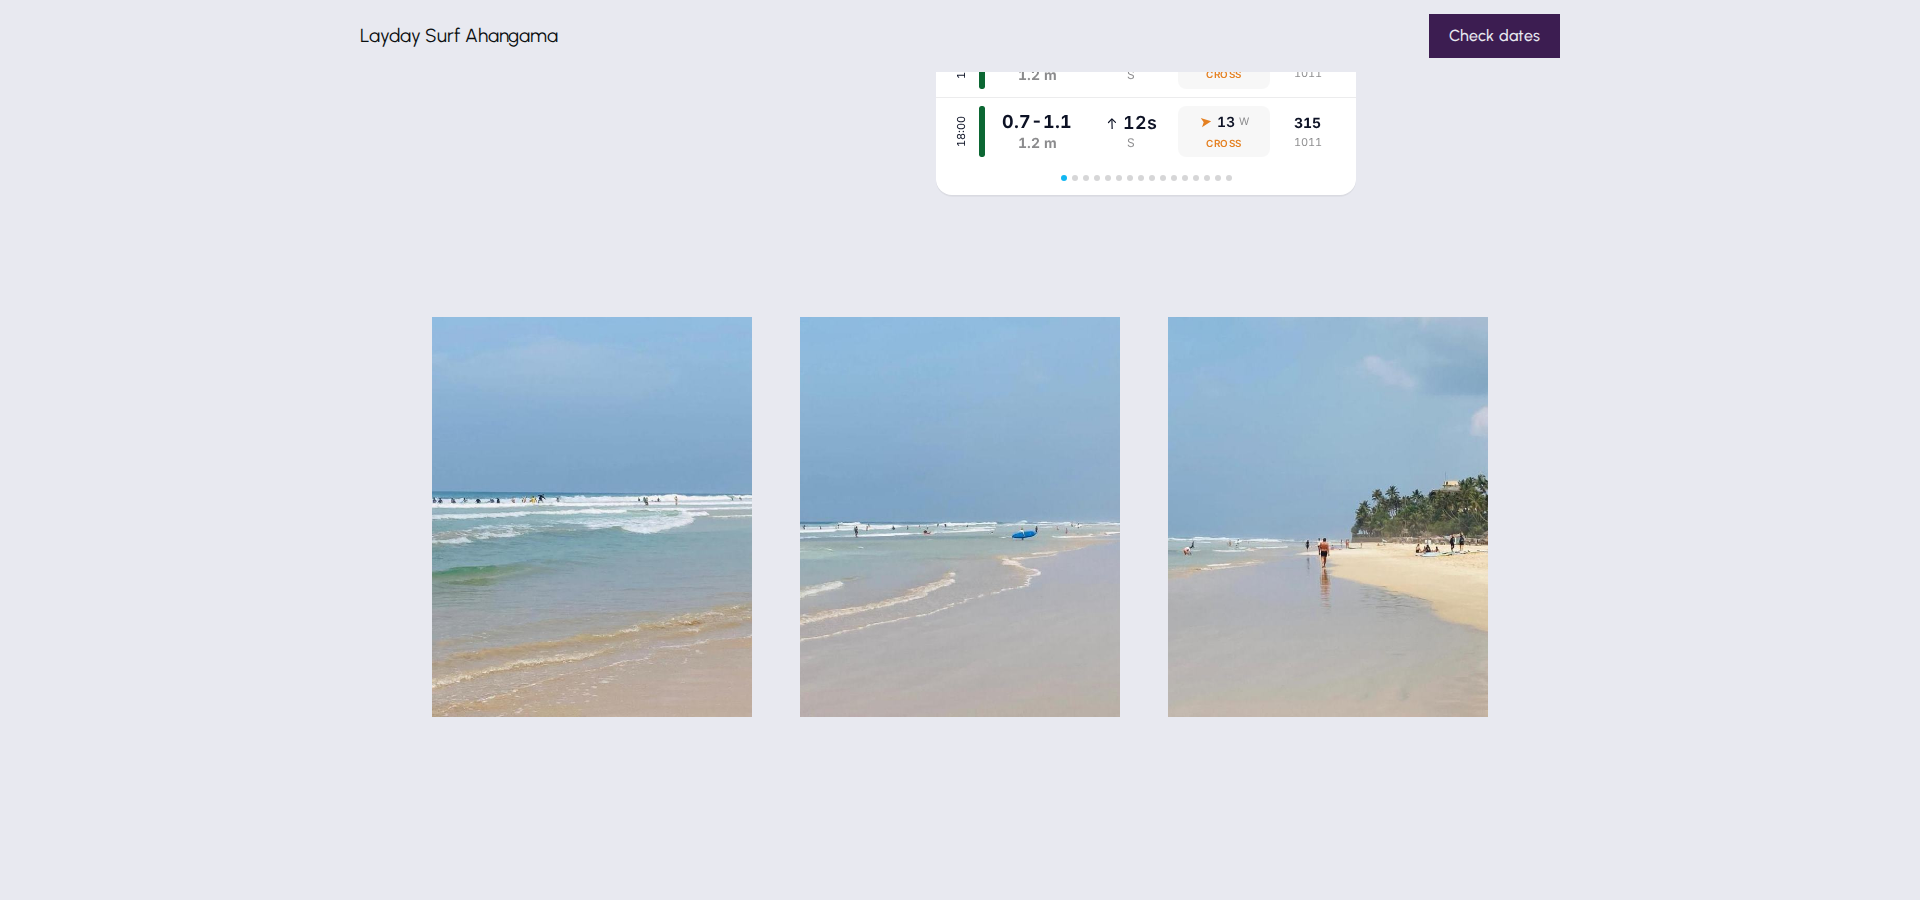 Layday Surf Ahangama
Check dates
1.2 m
S
CROSS
1011
18:00
0.7-1.1
↑ 12s
13 W
315
1.2 m
S
CROSS
1011